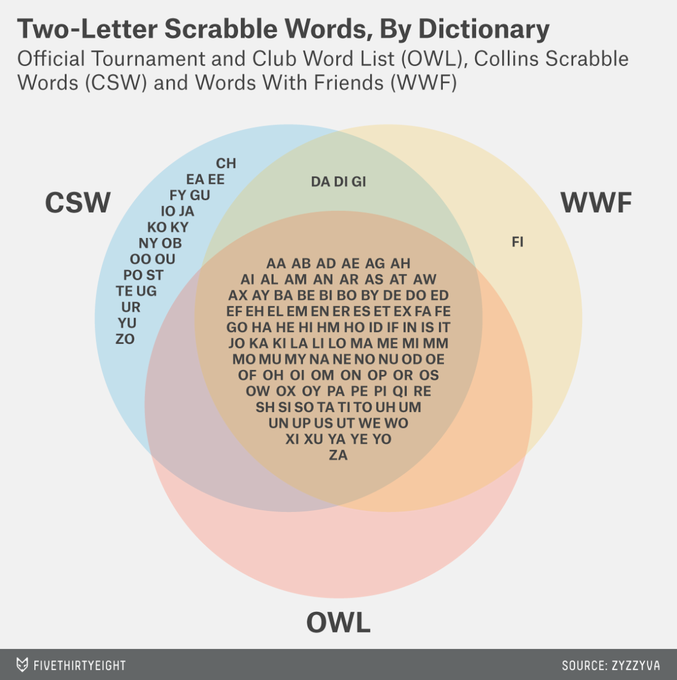 Two-Letter Scrabble Words, By Dictionary
Official Tournament and Club Word List (OWL), Collins Scrabble
Words (CSW) and Words With Friends (WWF)
CSW
WWF
CH
EA EE
FY GU
IO JA
KO KY
NY OB
OO OU
PO ST
TE UG
UR
YU
ZO
DA DI GI
FI
AA AB AD AE AG AH
AI AL AM AN AR AS AT AW
AX AY BA BE BI BO BY DE DO ED
EF EH EL EM EN ER ES ET EX FA FE
GO HA HE HI HM HO ID IF IN IS IT
JO KA KI LA LI LO MA ME MI MM
MO MU MY NA NE NO NU OD OE
OF OH OI OM ON OP OR OS
OW OX OY PA PE PI QI RE
SH SI SO TA TI TO UH UM
UN UP US UT WE WO
XI XU YA YE YO
ZA
OWL
FIVETHIRTYEIGHT
SOURCE: ZYZZYVA